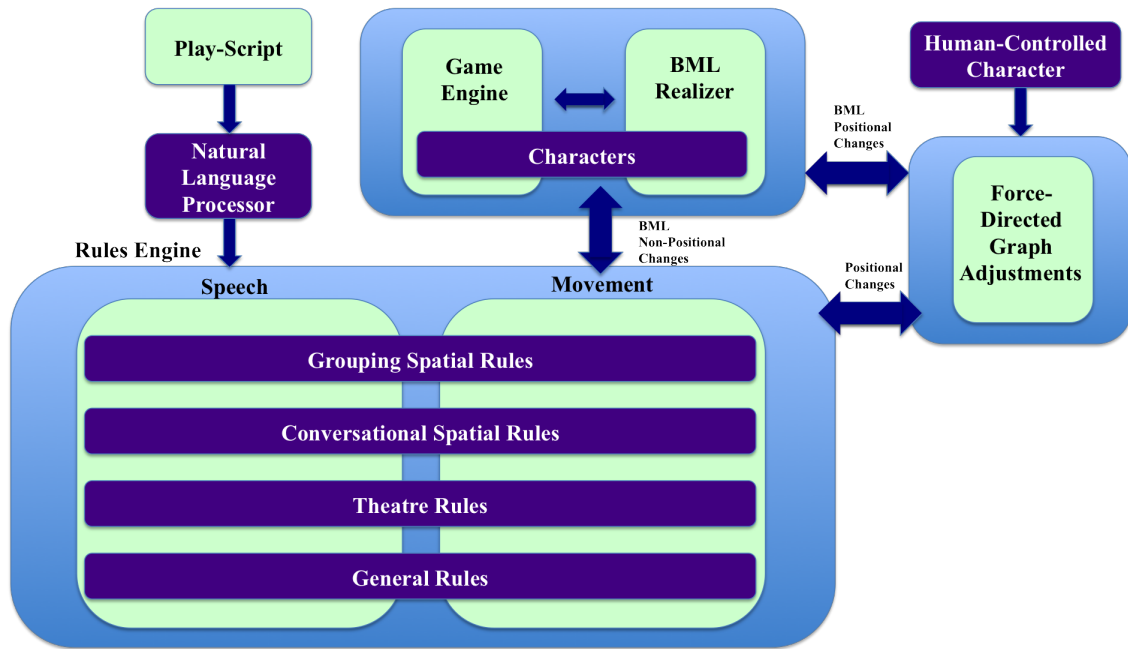 Play-Script
Natural
Language
Processor
Game
Engine
BML
Realizer
Characters
Human-Controlled
Character
BML
Positional
Changes
Force-
Directed
Graph
Adjustments
BML
Non-Positional
Changes
Positional
Changes
Rules Engine
Speech
Movement
Grouping Spatial Rules
Conversational Spatial Rules
Theatre Rules
General Rules